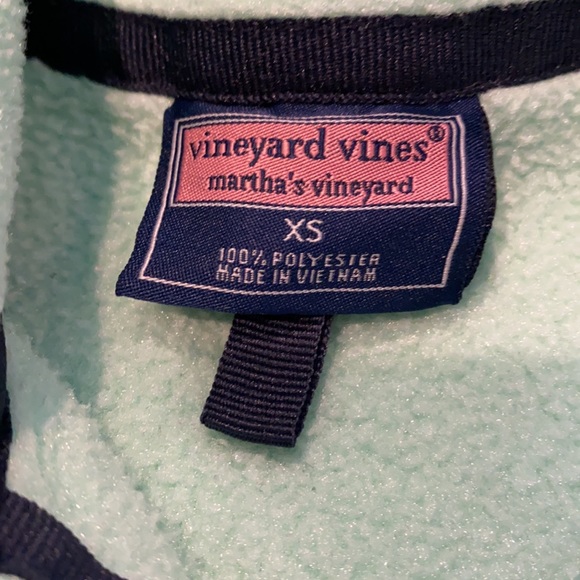 vineyard vines®
martha's vineyard
XS
100% POLYESTER
MADE IN VIETNAM